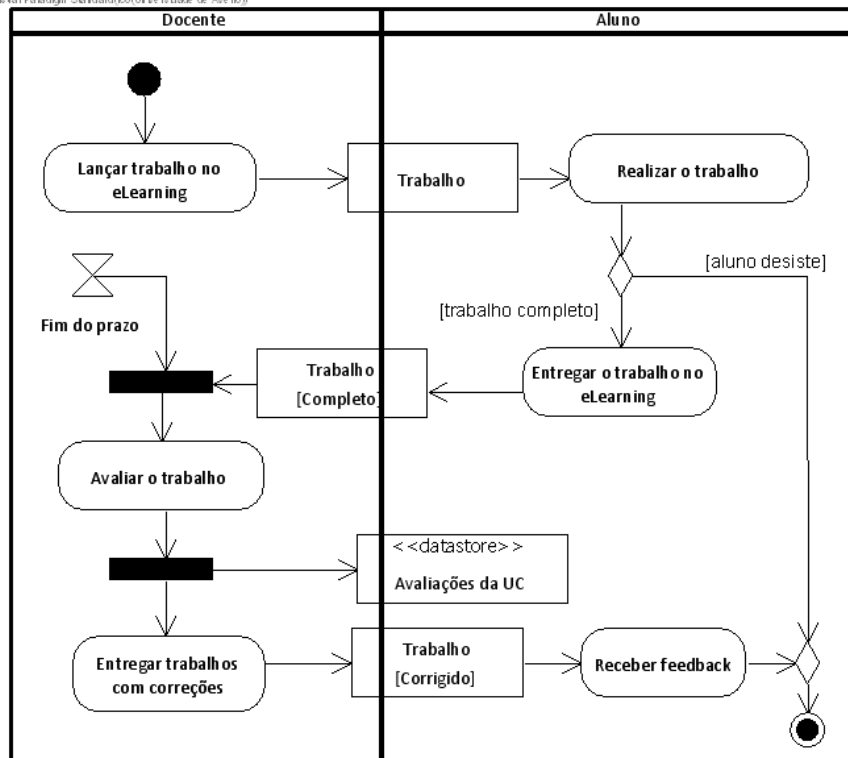 Docente
Aluno
Lançar trabalho no
eLearning
Trabalho
Realizar o trabalho
[aluno desiste]
Fim do prazo
[trabalho completo]
Trabalho
[Completo]
Entregar o trabalho no
eLearning
Avaliar o trabalho
<<datastore>>
Avaliações da UC
Entregar trabalhos
com correções
Trabalho
[Corrigido]
Receber feedback